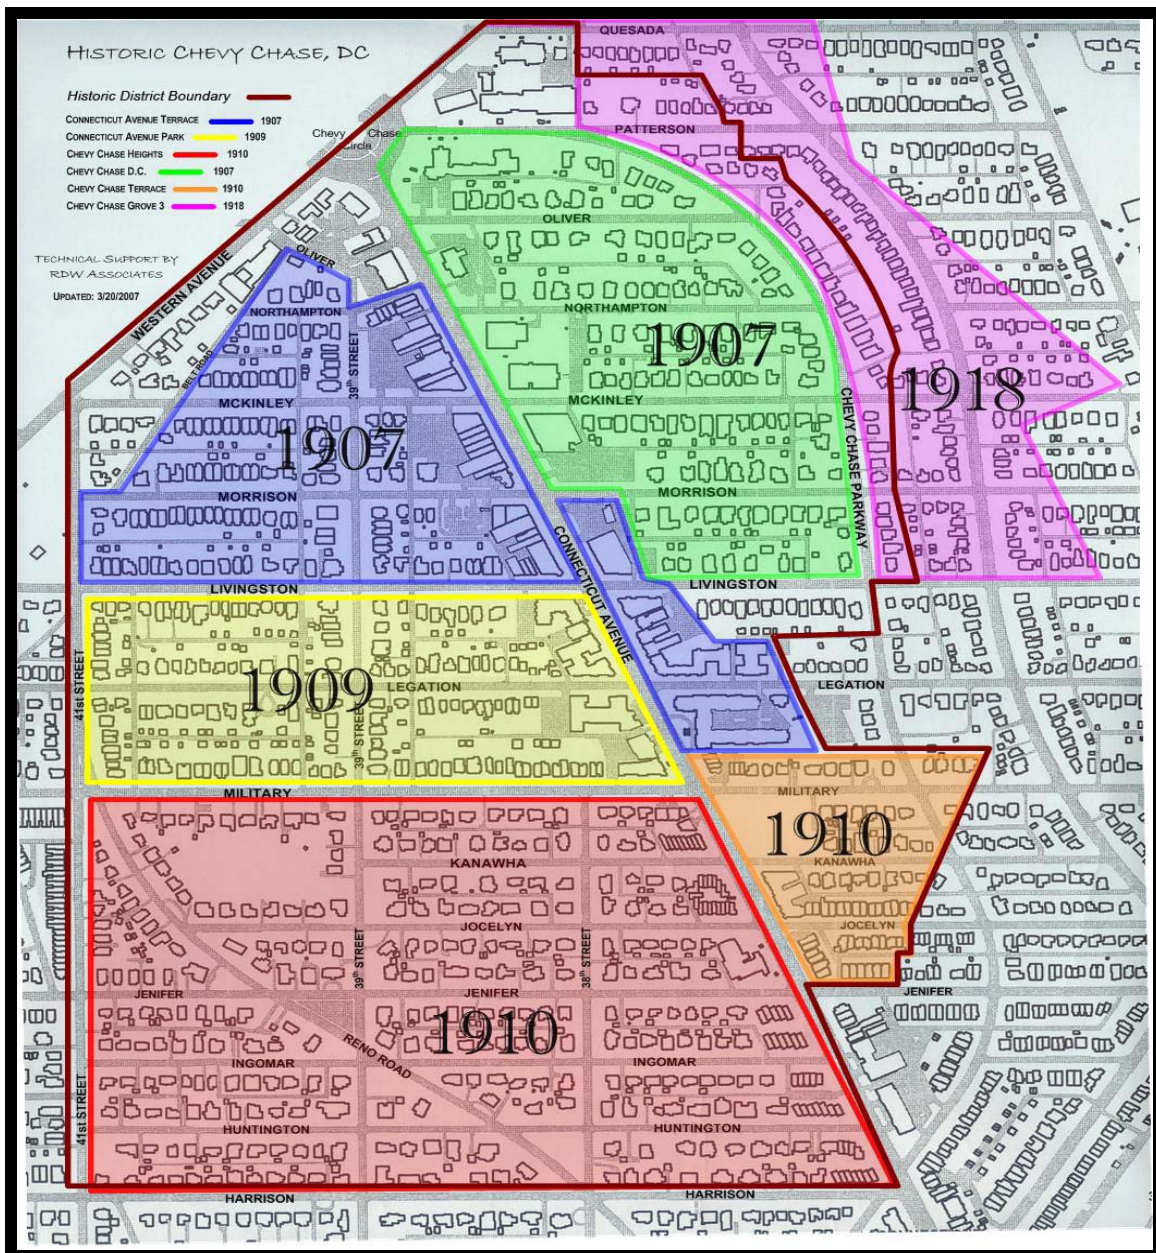 HISTORIC CHEVY CHASE, DC
Historic District Boundary
CONNECTICUT AVENUE TERRACE 1907
CONNECTICUT AVENUE PARK 1909
CHEVY CHASE HEIGHTS 1910
CHEVY CHASE D.C. 1907
CHEVY CHASE TERRACE 1910
CHEVY CHASE GROVE 3 1918
TECHNICAL SUPPORT BY
RDW ASSOCIATES
UPDATED: 3/20/2007
QUESADA
Chevy Chase
Circle
PATTERSON
OLIVER
OLIVER
WESTERN AVENUE
NORTHAMPTON
NORTHAMPTON
BELT ROAD
39th STREET
1907
1918
MCKINLEY
MCKINLEY
CHEVY CHASE PARKWAY
1907
MORRISON
MORRISON
CONNECTICUT AVENUE
LIVINGSTON
LIVINGSTON
41st STREET
1909
LEGATION
LEGATION
39th STREET
MILITARY
MILITARY
1910
KANAWHA
KANAWHA
JOCELYN
JOCELYN
39th STREET
38th STREET
JENIFER
JENIFER
JENIFER
1910
RENO ROAD
INGOMAR
INGOMAR
41st STREET
HUNTINGTON
HUNTINGTON
HARRISON
HARRISON